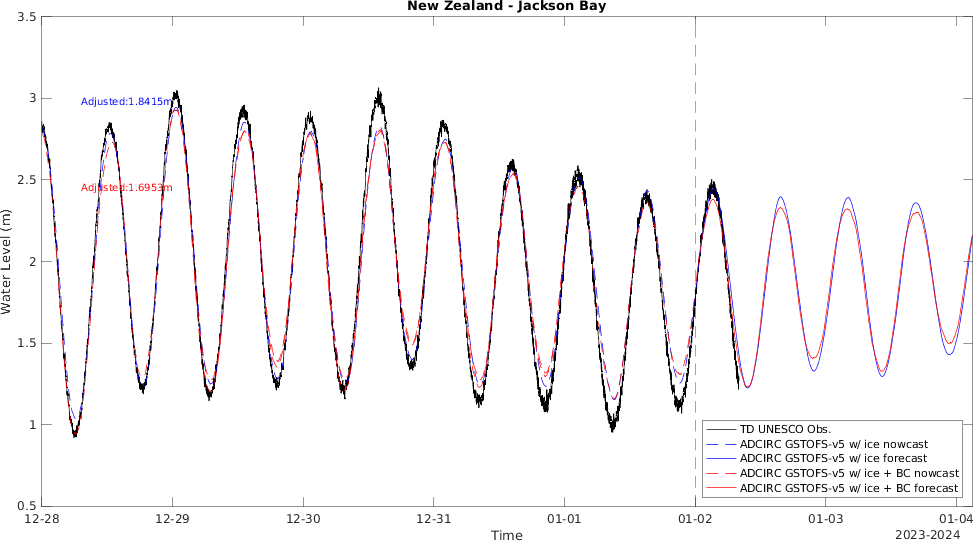 New Zealand - Jackson Bay
3.5
3
2.5
2
1.5
1
0.5
Water Level (m)
Adjusted:1.8415m
Adjusted:1.6953m
TD UNESCO Obs.
ADCIRC GSTOFS-v5 w/ ice nowcast
ADCIRC GSTOFS-v5 w/ ice forecast
ADCIRC GSTOFS-v5 w/ ice + BC nowcast
ADCIRC GSTOFS-v5 w/ ice + BC forecast
12-28 12-29 12-30 12-31 01-01 01-02 01-03 01-04
Time
2023-2024